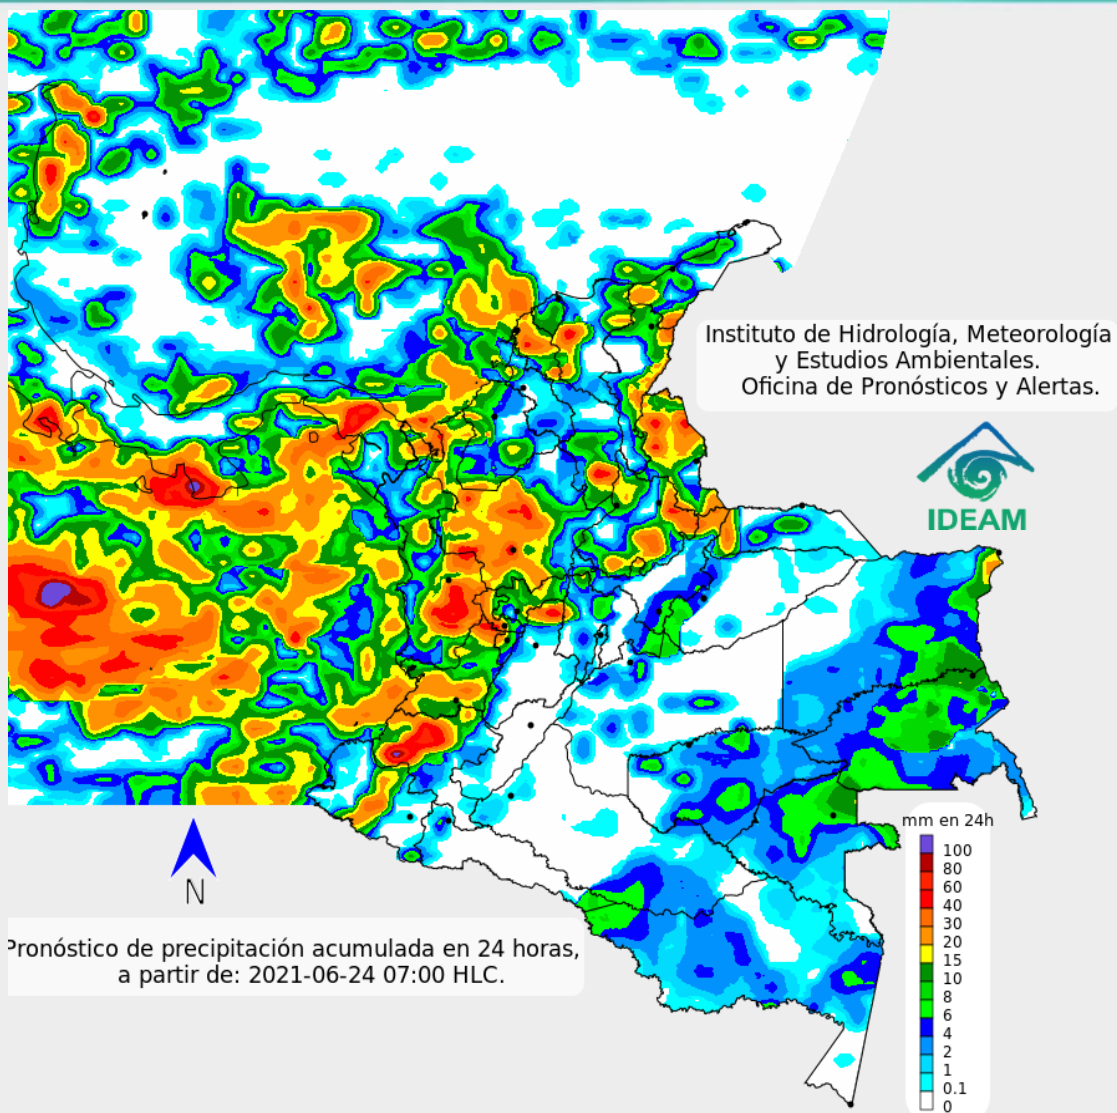 Instituto de Hidrología, Meteorología
y Estudios Ambientales.
Oficina de Pronósticos y Alertas.
IDEAM
mm en 24h
100
80
60
40
30
20
15
10
8
6
4
2
1
0.1
0
N
Pronóstico de precipitación acumulada en 24 horas,
a partir de: 2021-06-24 07:00 HLC.